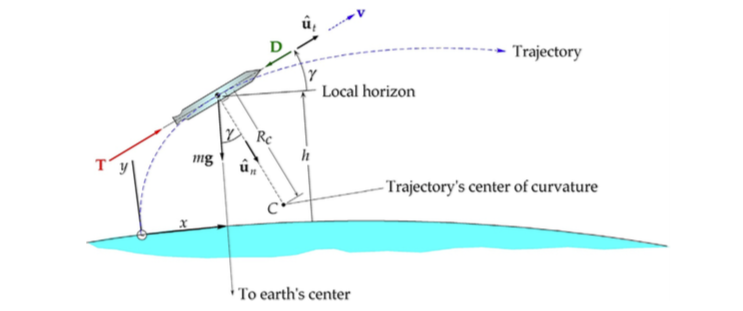 û_t
v
D
Trajectory
γ
Local horizon
T
y
γ
R_C
mg
û_n
h
Trajectory's center of curvature
C
x
To earth's center